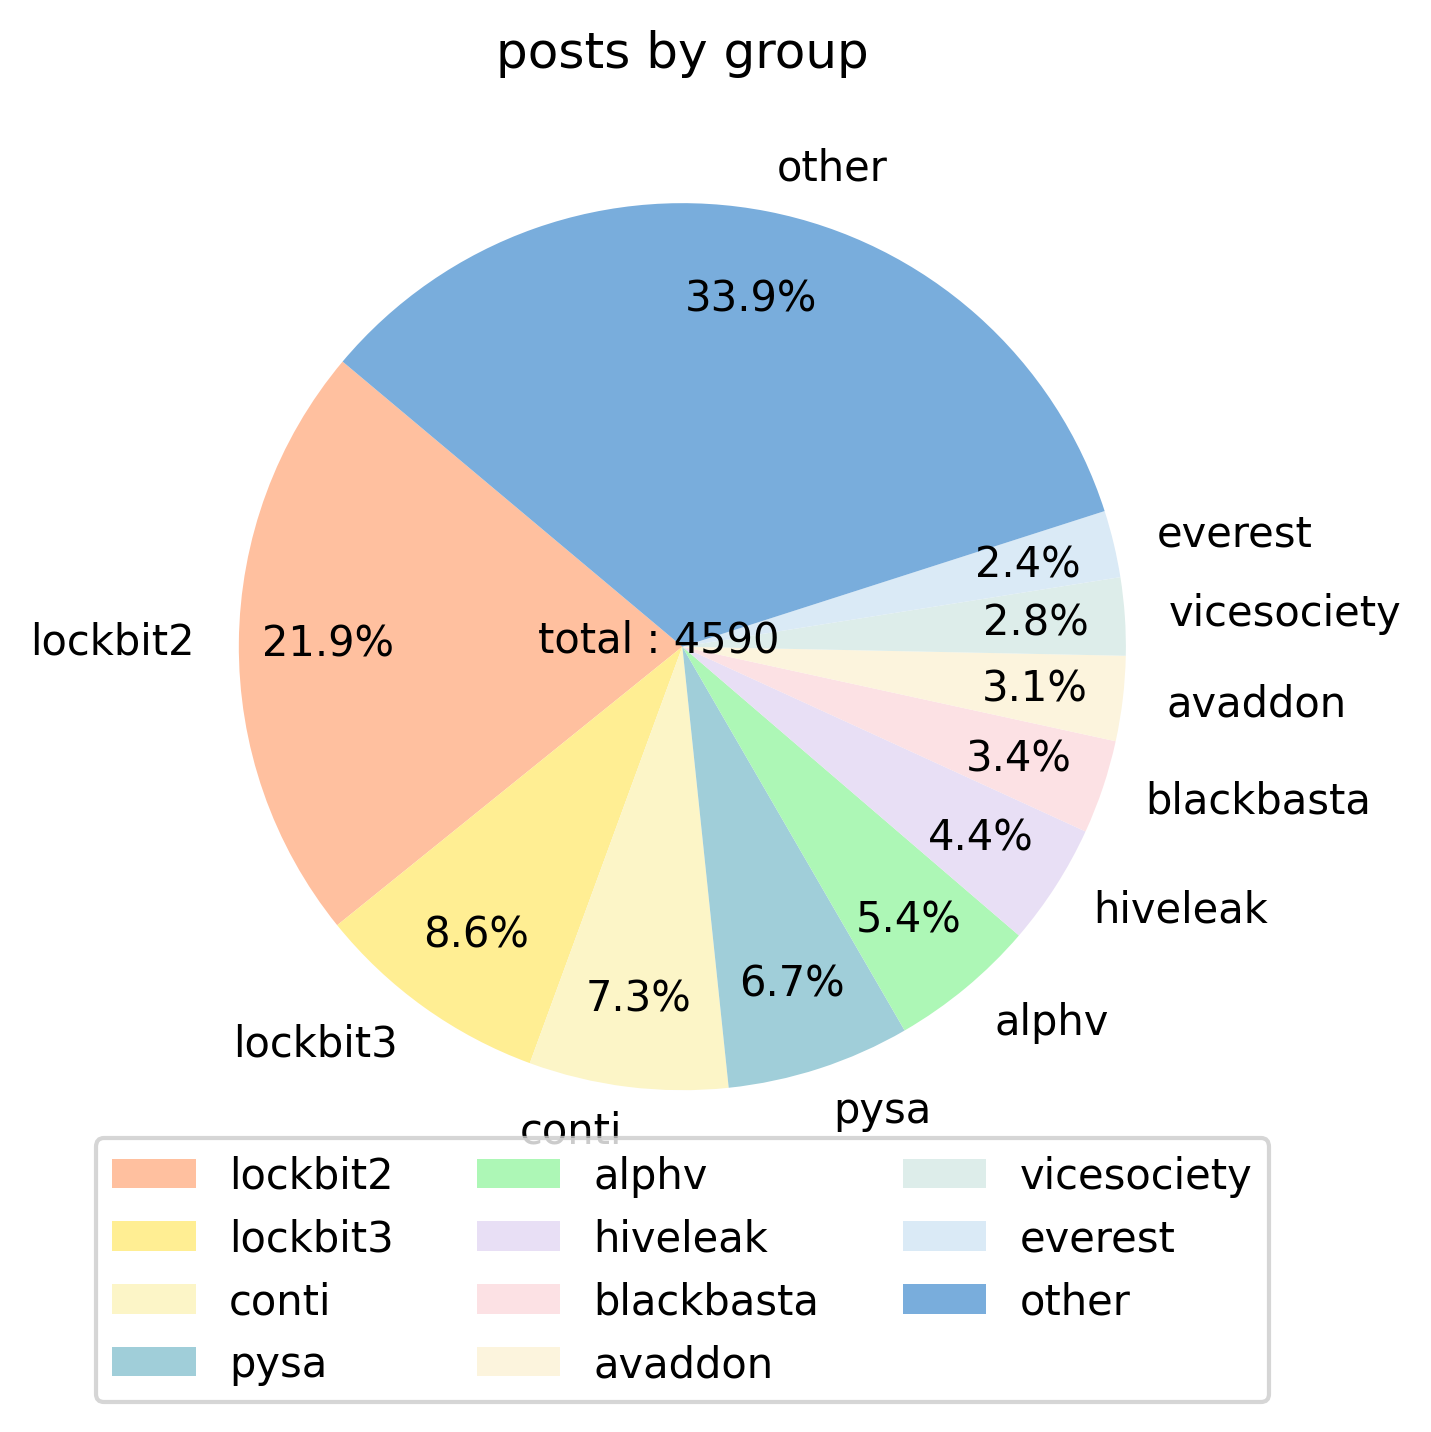 posts by group
other
33.9%
everest
2.4%
vicesociety
2.8%
lockbit2
21.9%
total : 4590
avaddon
3.1%
3.4%
blackbasta
4.4%
hiveleak
5.4%
8.6%
6.7%
7.3%
alphv
lockbit3
pysa
conti
lockbit2
lockbit3
conti
pysa
alphv
hiveleak
blackbasta
avaddon
vicesociety
everest
other